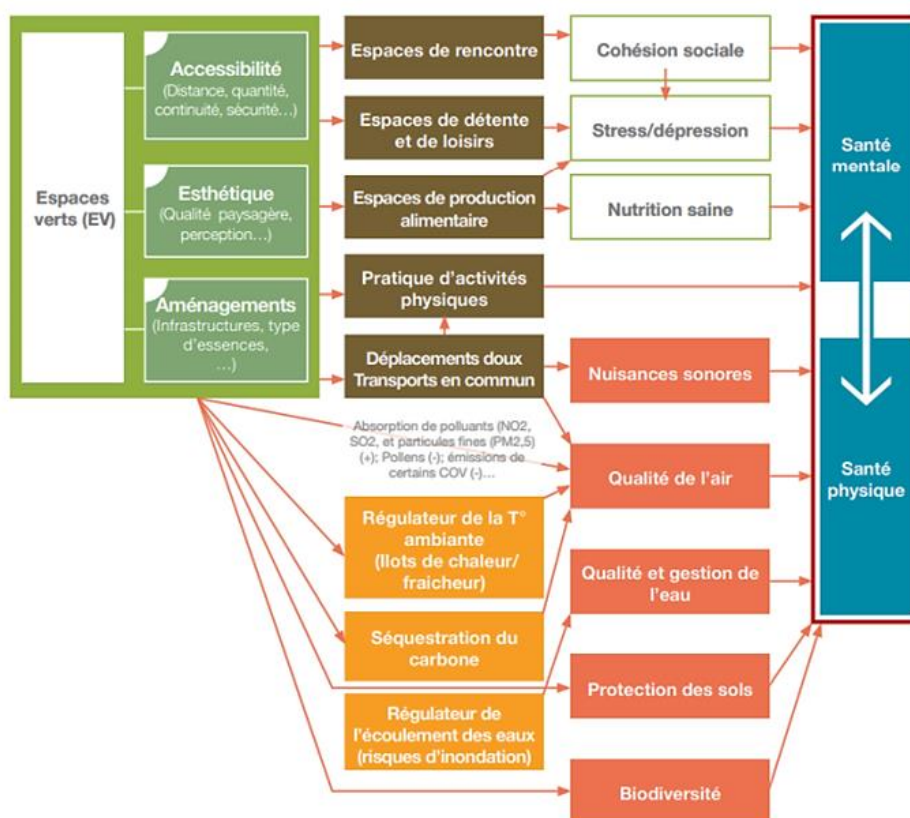 Espaces
verts (EV)
Accessibilité
(Distance, quantité,
continuité, sécurité...)
Esthétique
(Qualité paysagère,
perception...)
Aménagements
(Infrastructures, type
d'essences,
...)
Espaces de rencontre
Espaces de détente
et de loisirs
Espaces de production
alimentaire
Pratique d'activités
physiques
Déplacements doux
Transports en commun
Absorption de polluants (NO2,
SO2, et particules fines (PM2,5)
(+); Pollens (-); émissions de
certains COV (-)...
Régulateur de la T°
ambiante
(Ilots de chaleur/
fraicheur)
Séquestration du
carbone
Régulateur de
l'écoulement des eaux
(risques d'inondation)
Cohésion sociale
Stress/dépression
Nutrition saine
Nuisances sonores
Qualité de l'air
Qualité et gestion de
l'eau
Protection des sols
Biodiversité
Santé
mentale
Santé
physique